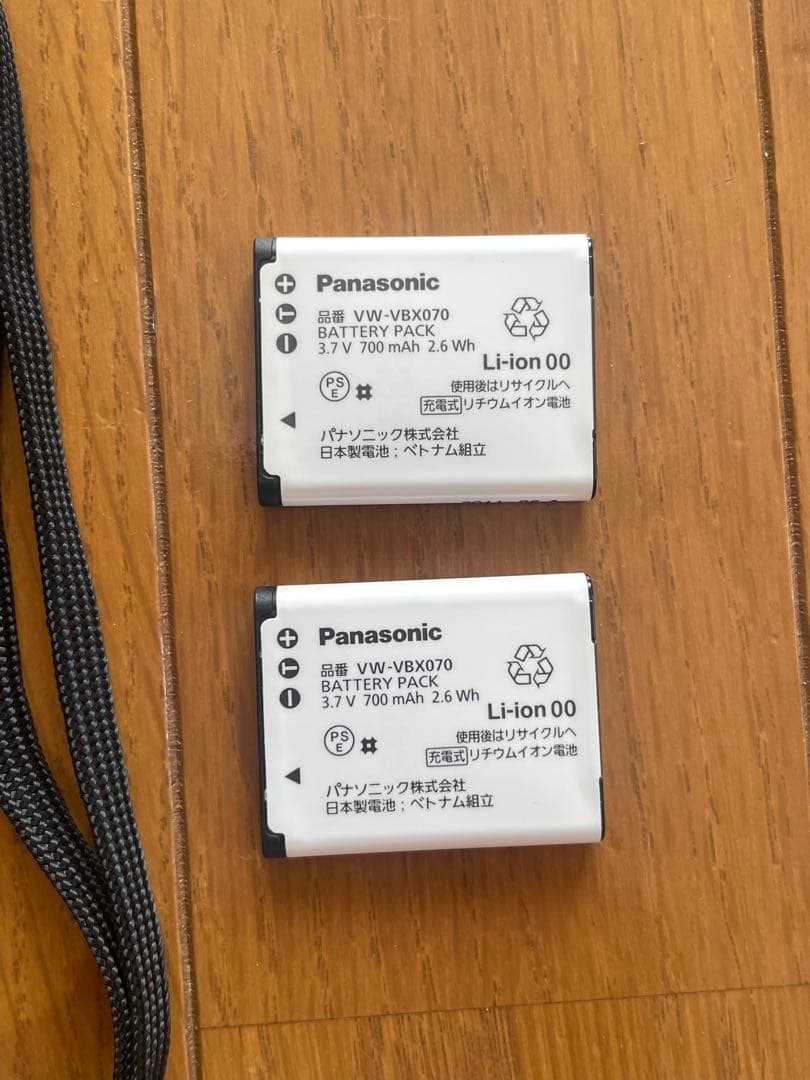 Panasonic
品番 VW-VBX070
BATTERY PACK
3.7 V 700 mAh 2.6 Wh
Li-ion 00
PS
E
使用後はリサイクルへ
充電式 リチウムイオン電池
パナソニック株式会社
日本製電池；ベトナム組立
Panasonic
品番 VW-VBX070
BATTERY PACK
3.7 V 700 mAh 2.6 Wh
Li-ion 00
PS
E
使用後はリサイクルへ
充電式 リチウムイオン電池
パナソニック株式会社
日本製電池；ベトナム組立